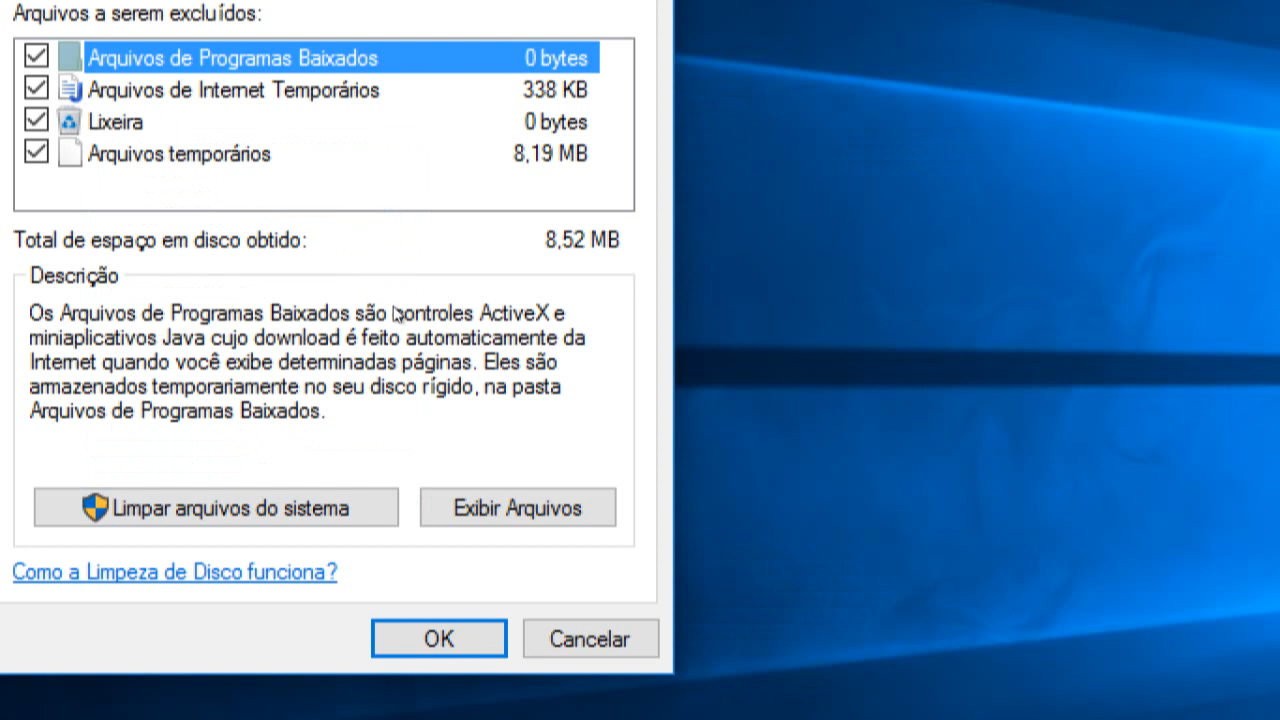 Arquivos a serem excluídos:
Arquivos de Programas Baixados 0 bytes
Arquivos de Internet Temporários 338 KB
Lixeira 0 bytes
Arquivos temporários 8,19 MB
Total de espaço em disco obtido: 8,52 MB
Descrição
Os Arquivos de Programas Baixados são controles ActiveX e
miniaplicativos Java cujo download é feito automaticamente da
Internet quando você exibe determinadas páginas. Eles são
armazenados temporariamente no seu disco rígido, na pasta
Arquivos de Programas Baixados.
Limpar arquivos do sistema Exibir Arquivos
Como a Limpeza de Disco funciona?
OK Cancelar